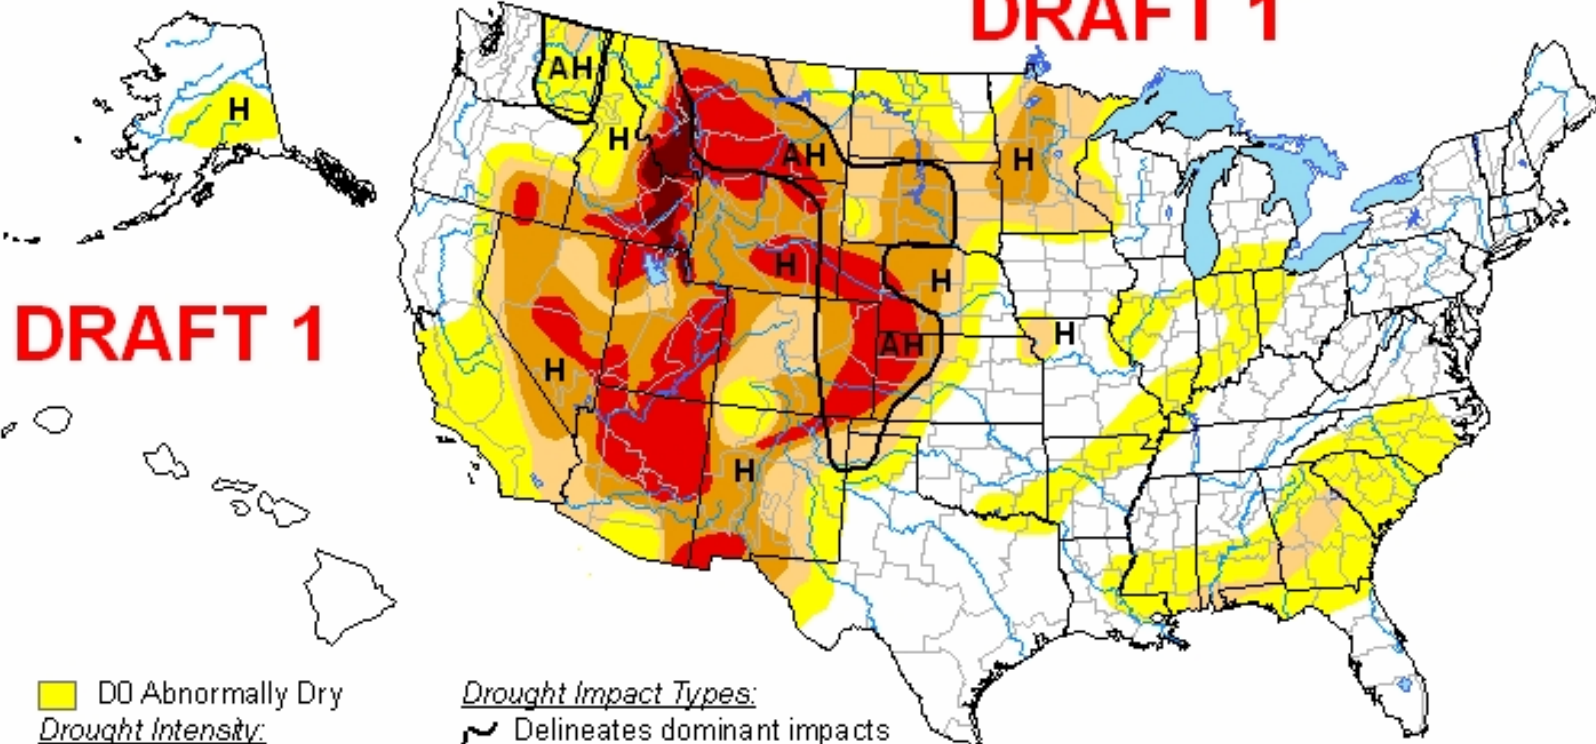 DRAFT 1
AH
H
H
AH
H
H
H
DRAFT 1
H
AH
H
H
D0 Abnormally Dry
Drought Intensity:
Drought Impact Types:
Delineates dominant impacts